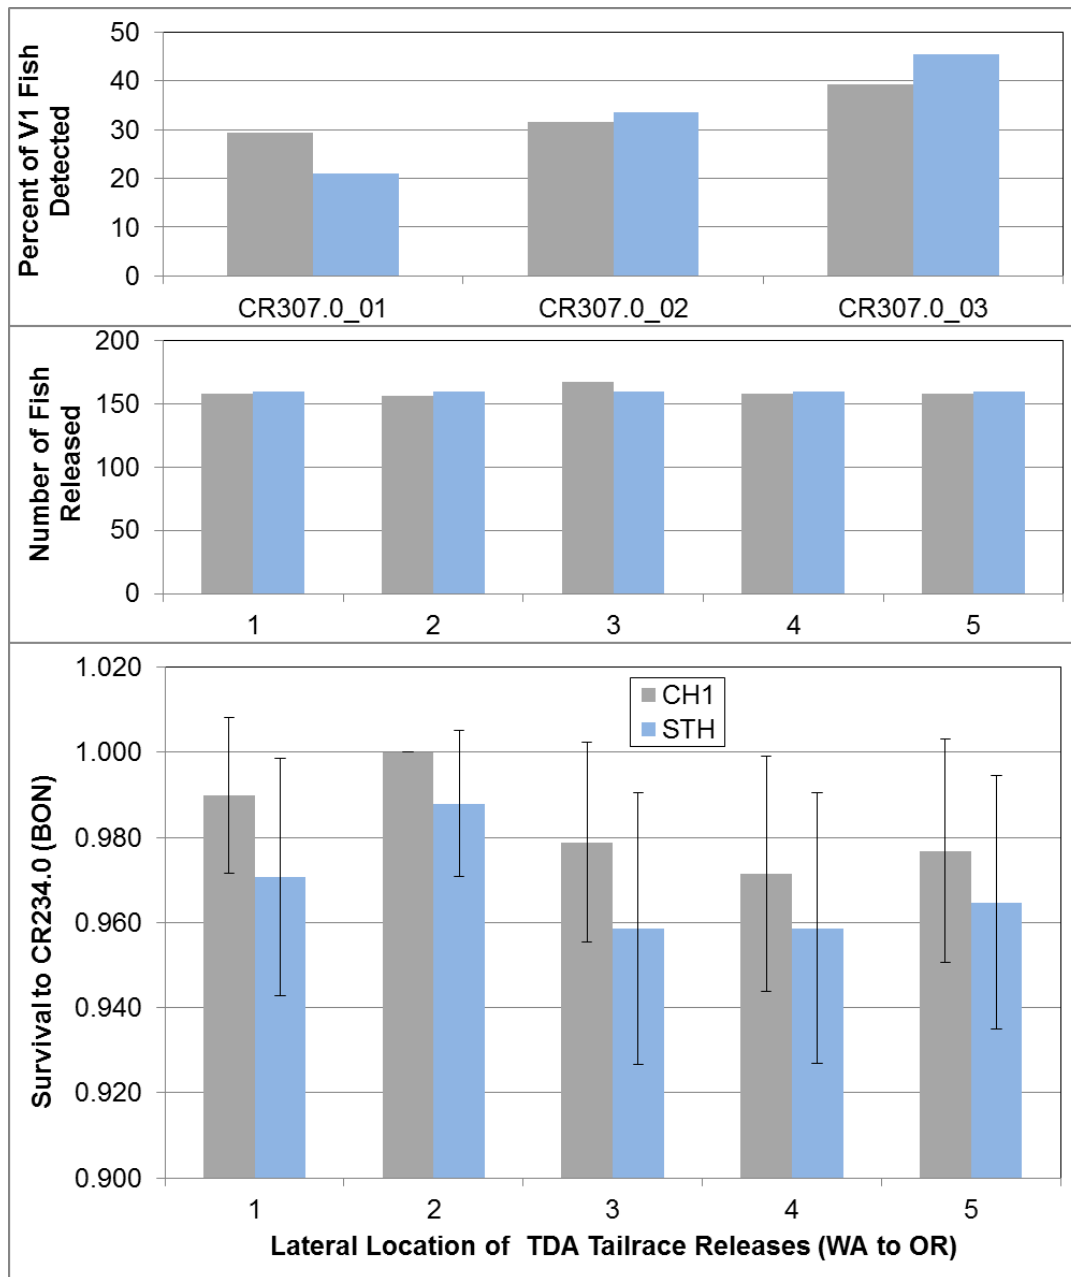 Percent of V1 Fish
Detected
50
40
30
20
10
0
CR307.0_01 CR307.0_02 CR307.0_03
Number of Fish
Released
200
150
100
50
0
1 2 3 4 5
Survival to CR234.0 (BON)
1.020
1.000
0.980
0.960
0.940
0.920
0.900
CH1
STH
1 2 3 4 5
Lateral Location of TDA Tailrace Releases (WA to OR)